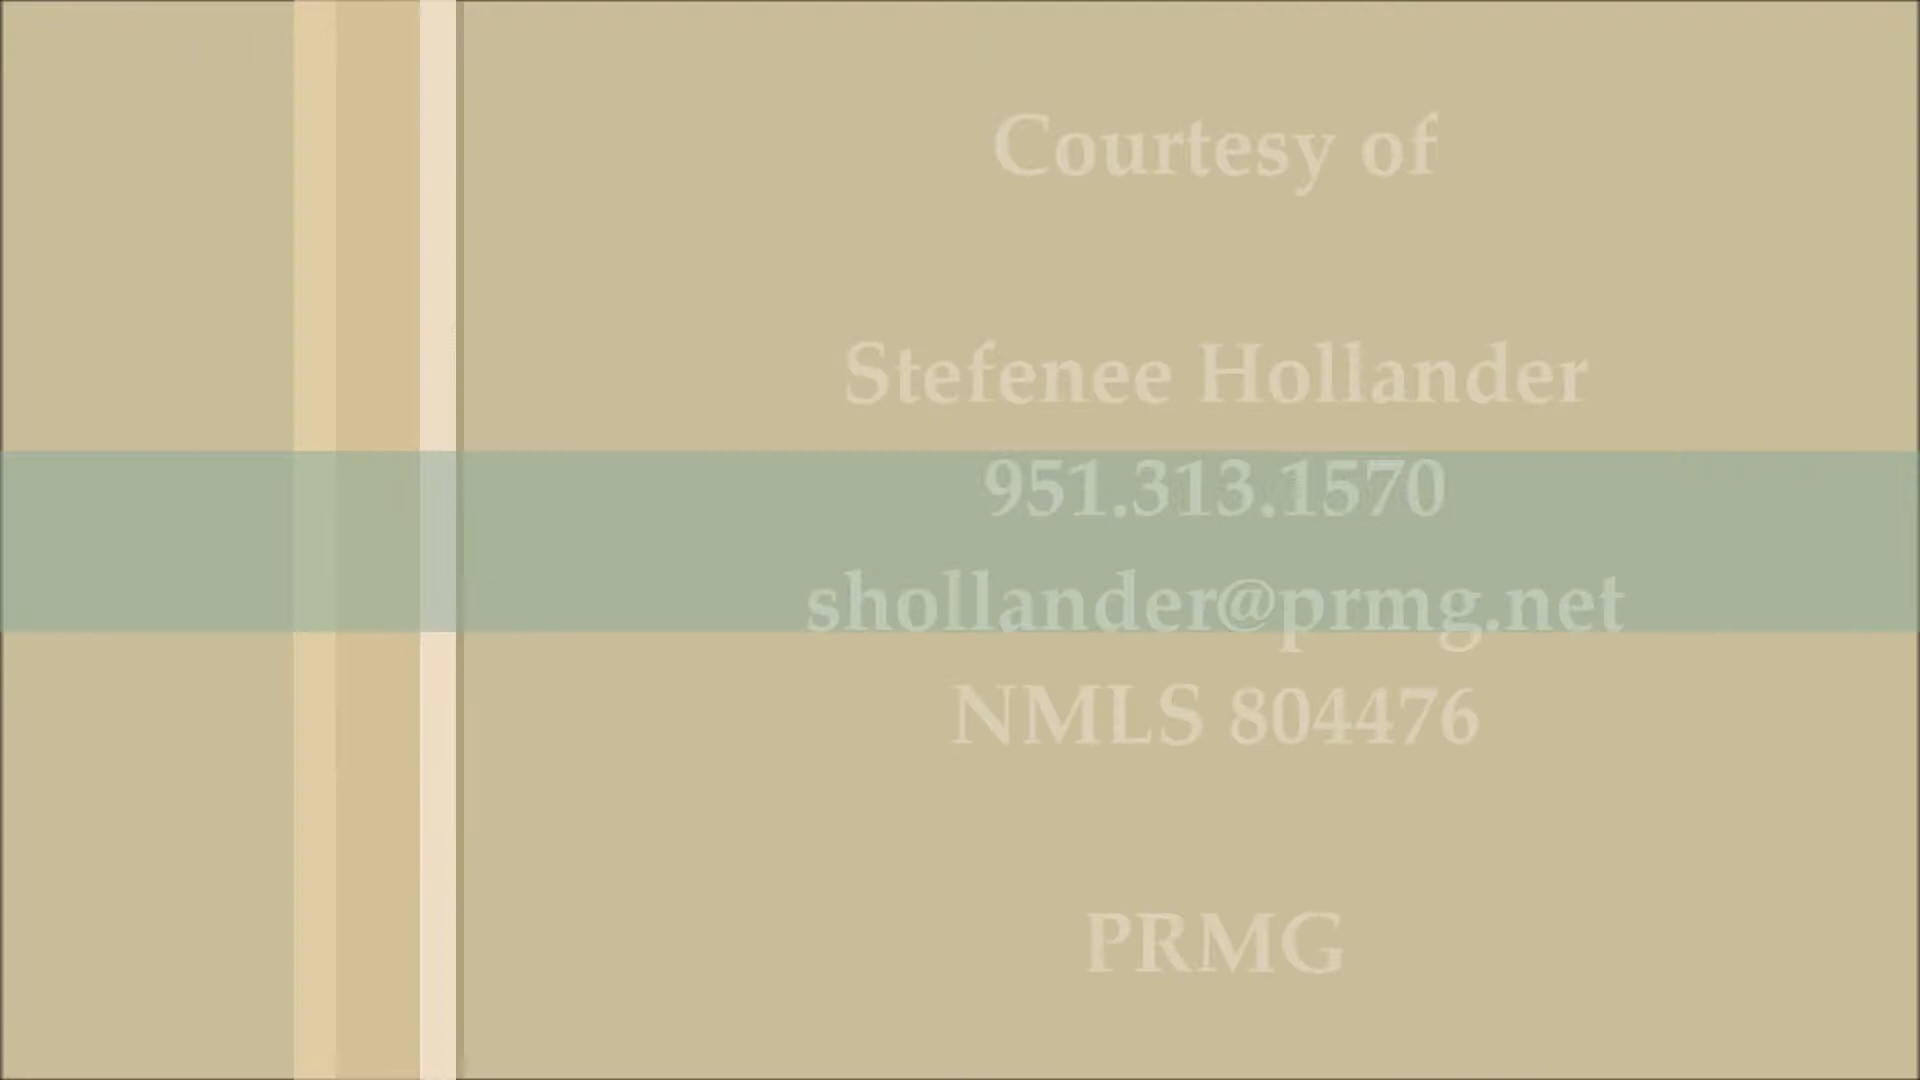 Courtesy of
Stefenee Hollander
951.313.1570
shollander@prmg.net
NMLS 804476
PRMG